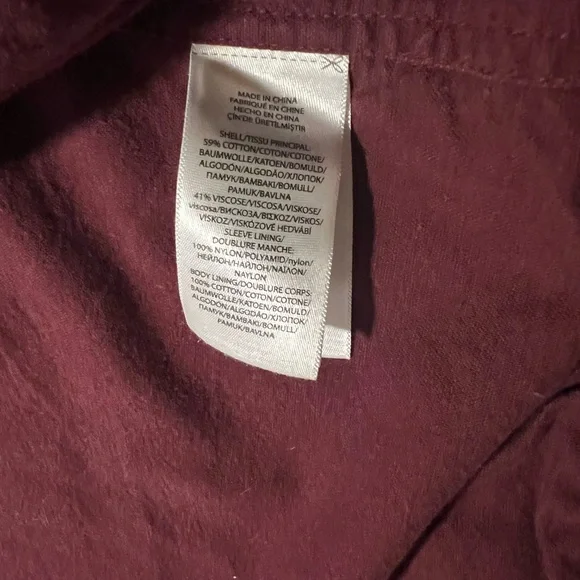 MADE IN CHINA
FABRIQUÉ EN CHINE
HECHO EN CHINA
ÇİN'DE ÜRETİLMİŞTİR
SHELL/TISSU PRINCIPAL:
59% COTTON/COTON/COTONE/
BAUMWOLLE/KATOEN/BOMULD/
ALGODÓN/ALGODÃO/ХЛОПОК
ПАМУК/BAMBAKI/BOMULL/
PAMUK/BAVLNA
41% VISCOSE/VISCOSA/VISKOSE/
viscosa/ВИСКОЗА/ΒΙΣΚΟΖ/VISKOS/
VISKOZ/VISKÓZOVÉ HEDVÁBÍ
SLEEVE LINING/
DOUBLURE MANCHE:
100% NYLON/POLYAMID/nylon/
НЕЙЛОН/НАЙЛОН/ΝΑΪΛΟΝ/
NAYLON
BODY LINING/DOUBLURE CORPS:
100% COTTON/COTON/COTONE/
BAUMWOLLE/KATOEN/BOMULD/
ALGODÓN/ALGODÃO/ХЛОПОК
ПАМУК/BAMBAKI/BOMULL/
PAMUK/BAVLNA